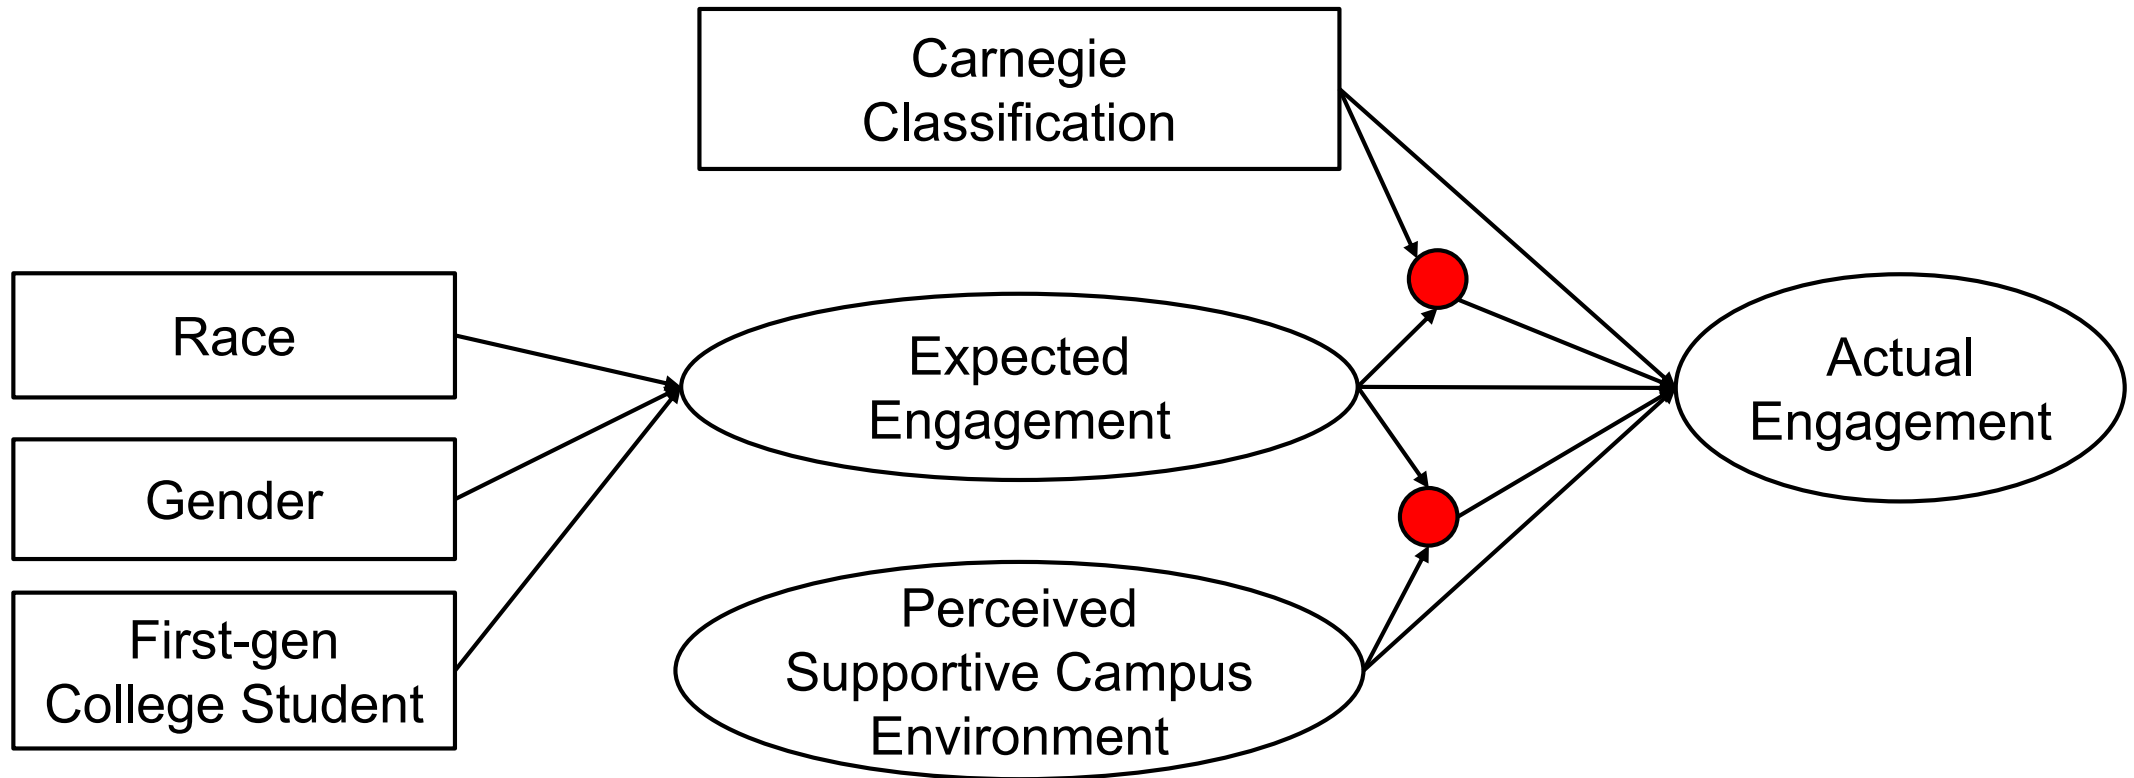 Carnegie
Classification
Race
Gender
First-gen
College Student
Expected
Engagement
Perceived
Supportive Campus
Environment
Actual
Engagement